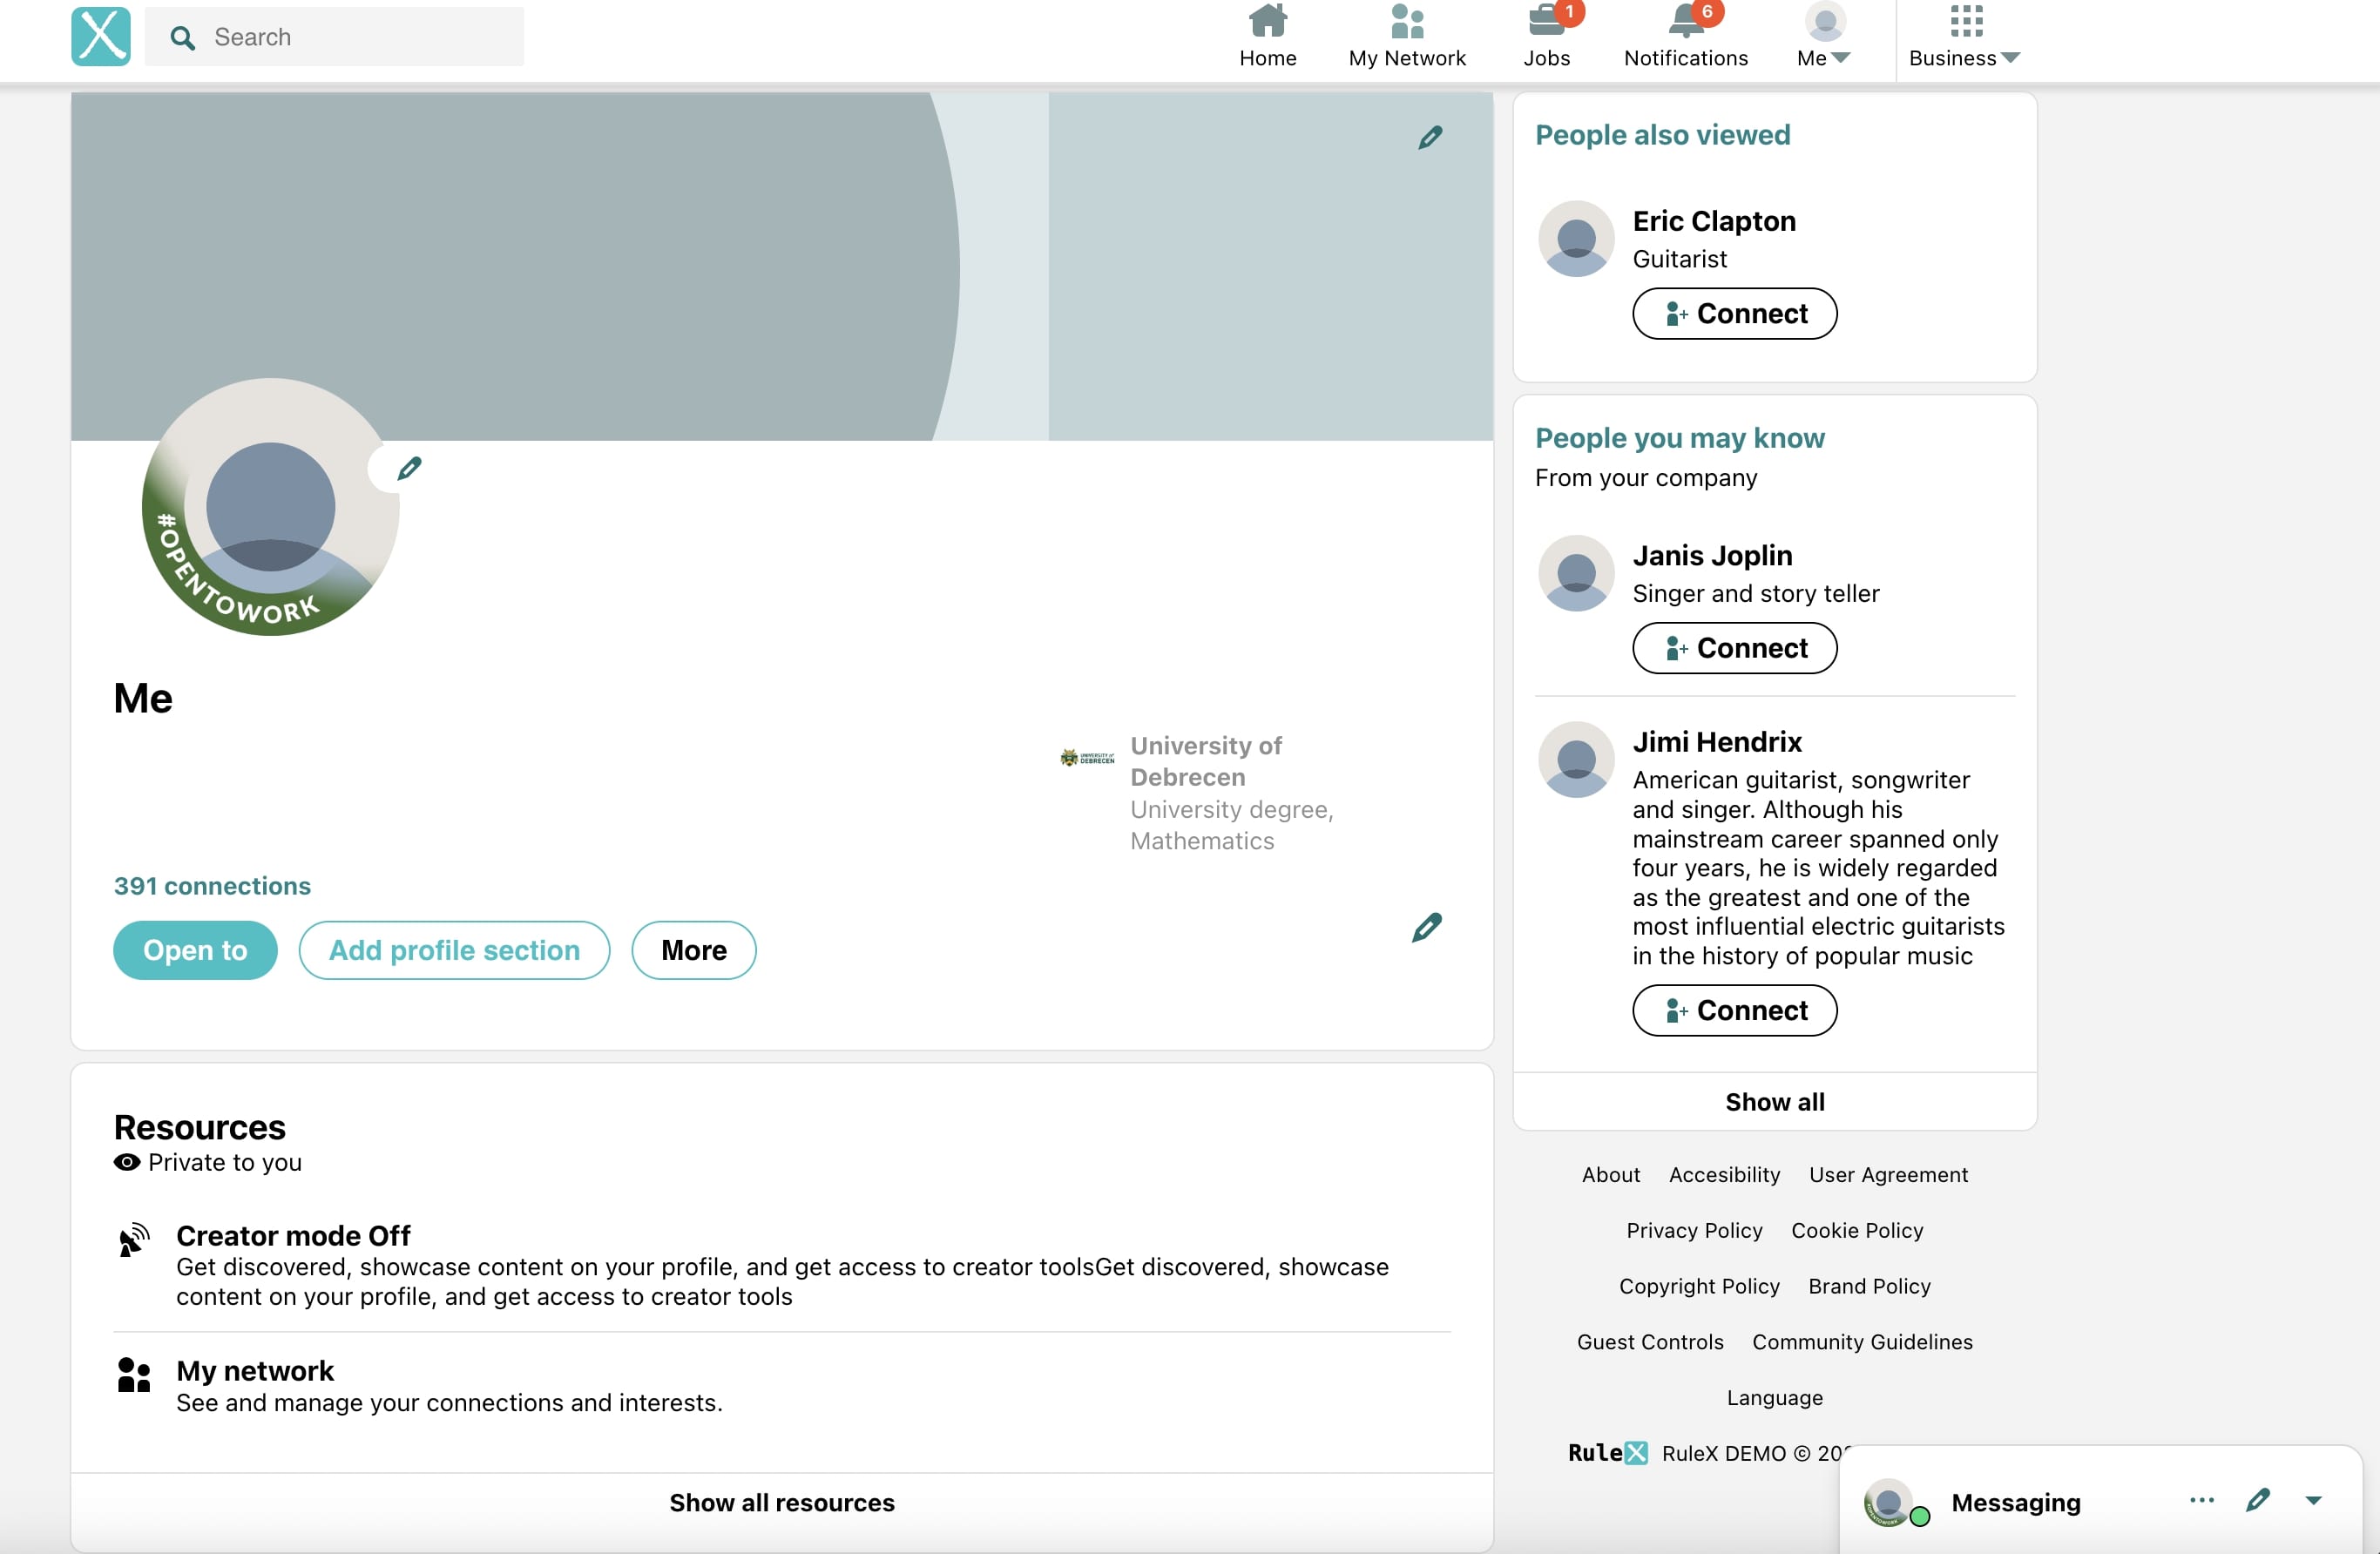 Search
Home
My Network
1
Jobs
6
Notifications
Me
Business
#OPENTOWORK
Me
UNIVERSITY of
DEBRECEN
University of
Debrecen
University degree,
Mathematics
391 connections
Open to
Add profile section
More
Resources
Private to you
Creator mode Off
Get discovered, showcase content on your profile, and get access to creator toolsGet discovered, showcase
content on your profile, and get access to creator tools
My network
See and manage your connections and interests.
Show all resources
People also viewed
Eric Clapton
Guitarist
Connect
People you may know
From your company
Janis Joplin
Singer and story teller
Connect
Jimi Hendrix
American guitarist, songwriter
and singer. Although his
mainstream career spanned only
four years, he is widely regarded
as the greatest and one of the
most influential electric guitarists
in the history of popular music
Connect
Show all
About Accesibility User Agreement
Privacy Policy Cookie Policy
Copyright Policy Brand Policy
Guest Controls Community Guidelines
Language
RuleX RuleX DEMO ©
#OPENTOWORK
Messaging